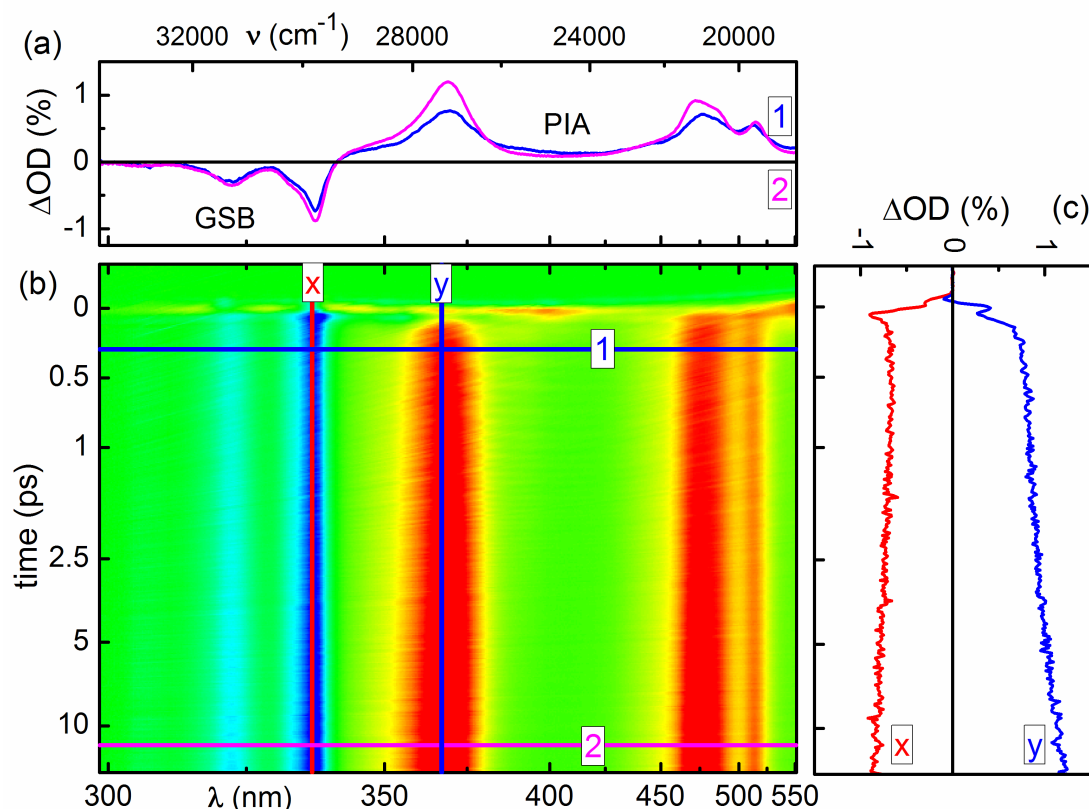 (a)
32000 ν (cm⁻¹) 28000 24000 20000
ΔOD (%)
1
0
-1
PIA
GSB
1
2
ΔOD (%) (c)
-1 0 1
(b)
x
y
time (ps)
0
0.5
1
2.5
5
10
1
2
x
y
300 λ (nm) 350 400 450 500 550